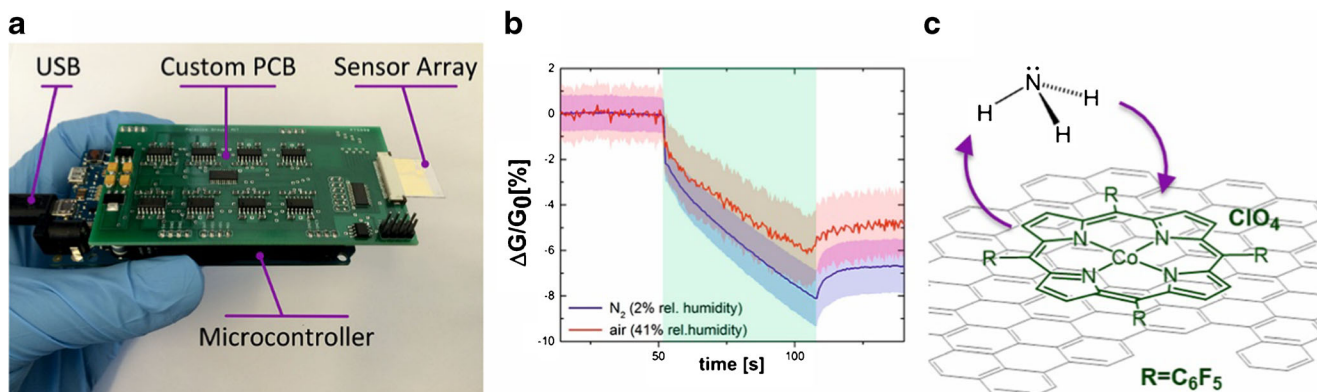 a
USB
Custom PCB
Sensor Array
Microcontroller
b
ΔG/G0[%]
2
0
-2
-4
-6
-8
-10
N₂ (2% rel. humidity)
air (41% rel.humidity)
50
100
time [s]
c
N
H
H
H
ClO₄
R
R
N
N
Co
N
N
R
R
R=C₆F₅